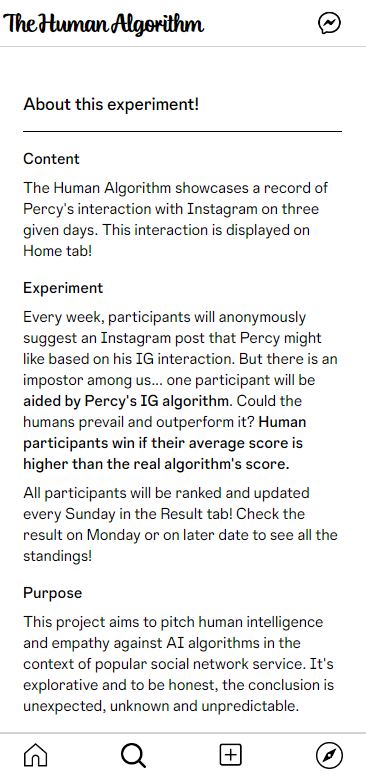 The Human Algorithm
About this experiment!
Content
The Human Algorithm showcases a record of
Percy's interaction with Instagram on three
given days. This interaction is displayed on
Home tab!
Experiment
Every week, participants will anonymously
suggest an Instagram post that Percy might
like based on his IG interaction. But there is an
impostor among us... one participant will be
aided by Percy's IG algorithm. Could the
humans prevail and outperform it? Human
participants win if their average score is
higher than the real algorithm's score.
All participants will be ranked and updated
every Sunday in the Result tab! Check the
result on Monday or on later date to see all the
standings!
Purpose
This project aims to pitch human intelligence
and empathy against AI algorithms in the
context of popular social network service. It's
explorative and to be honest, the conclusion is
unexpected, unknown and unpredictable.